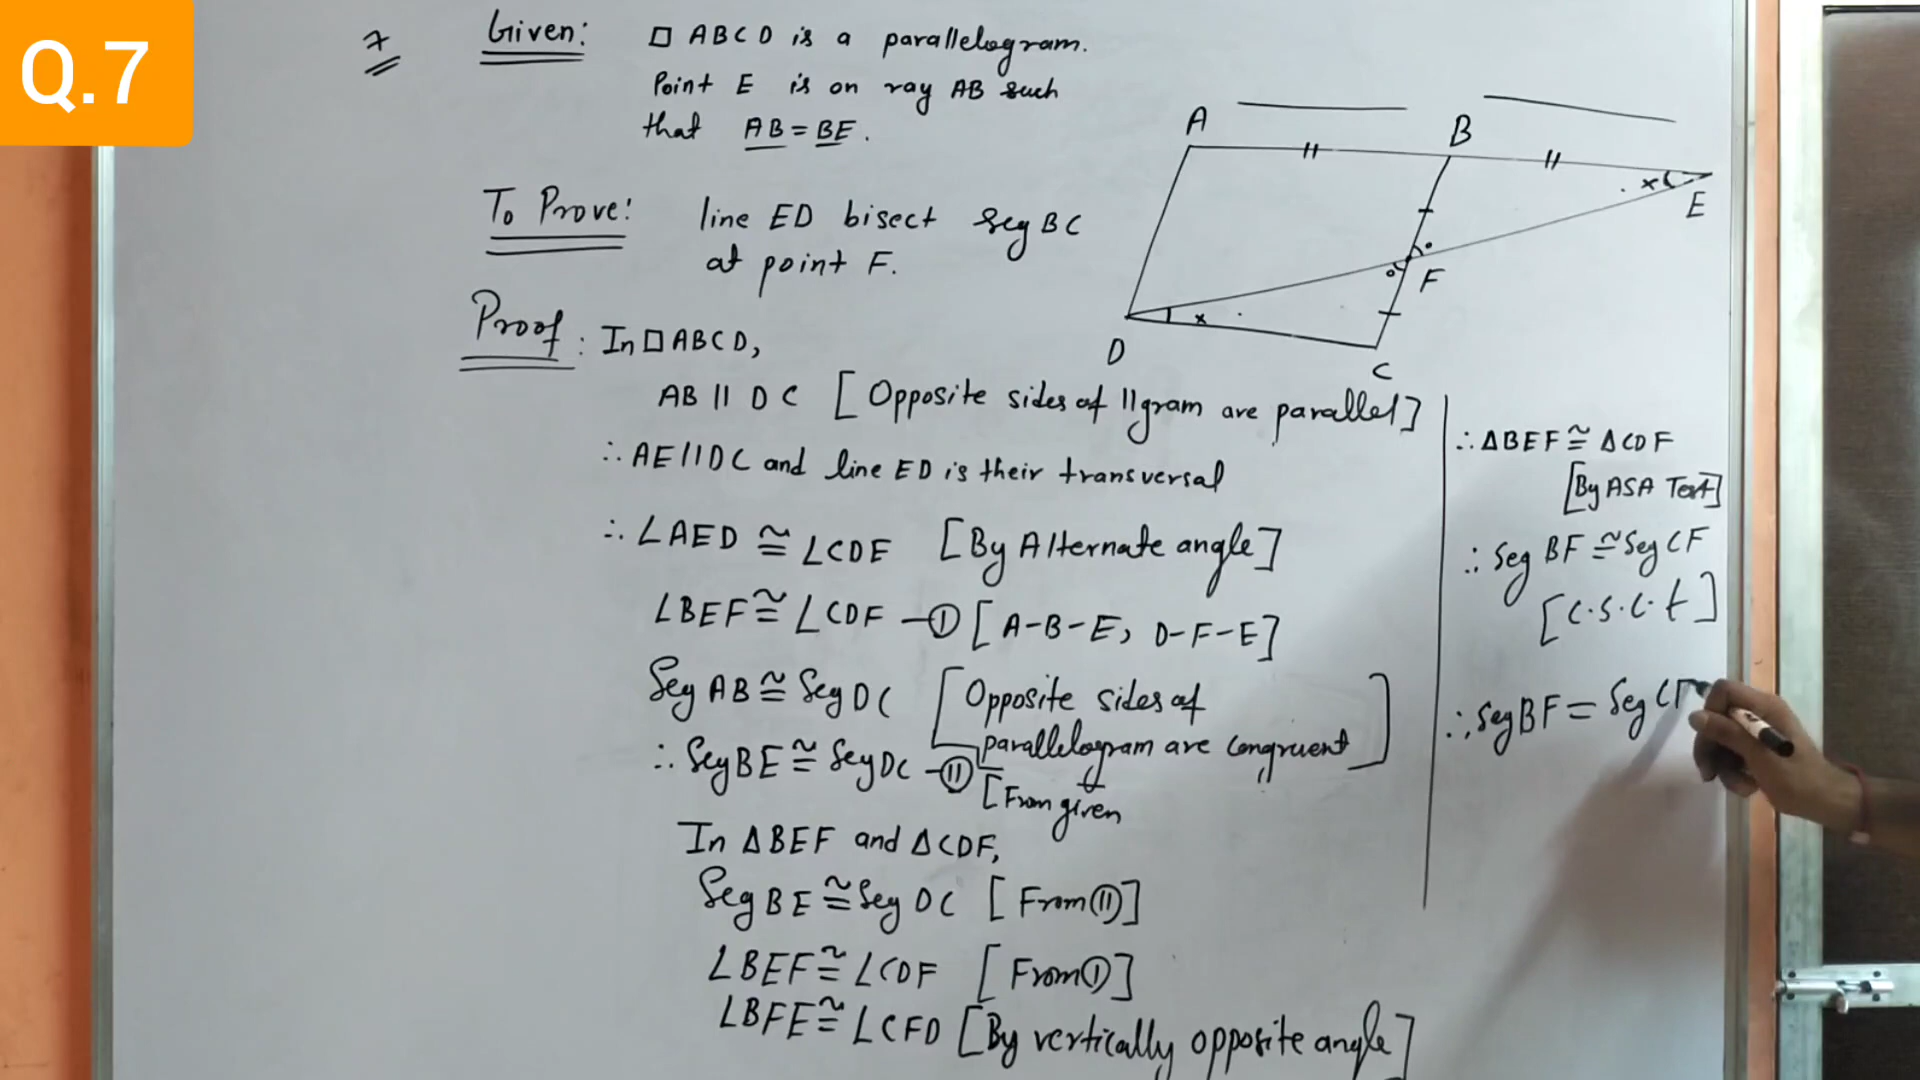 Q.7
7
Given: □ ABCD is a parallelogram.
Point E is on ray AB such
that AB = BE.
To Prove: line ED bisect seg BC
at point F.
A
B
E
F
D
C
x
x
Proof: In □ ABCD,
AB || DC [Opposite sides of ||gram are parallel]
∴ AE || DC and line ED is their transversal
∴ ∠AED ≅ ∠CDE [By Alternate angle]
∠BEF ≅ ∠CDF —① [A-B-E, D-F-E]
Seg AB ≅ Seg DC [Opposite sides of
parallelogram are congruent]
∴ Seg BE ≅ Seg DC —⑪ [From given
In ΔBEF and ΔCDF,
Seg BE ≅ Seg DC [From ⑪]
∠BEF ≅ ∠CDF [From ①]
∠BFE ≅ ∠CFD [By vertically opposite angle]
∴ ΔBEF ≅ ΔCDF
[By ASA Test]
∴ Seg BF ≅ Seg CF
[C.S.C.t]
∴ Seg BF = Seg CF